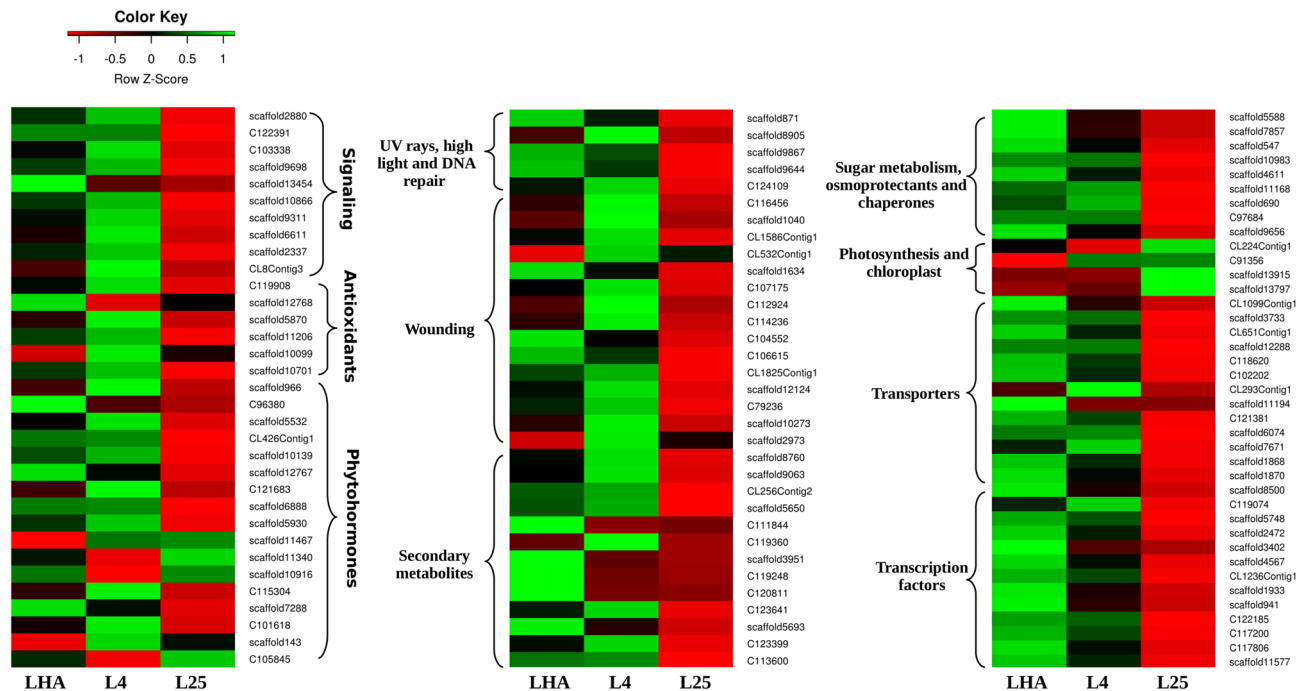 Color Key
-1 -0.5 0 0.5 1
Row Z-Score
scaffold2880
C122391
C103338
scaffold9698
scaffold13454
scaffold10866
scaffold9311
scaffold6611
scaffold2337
CL8Contig3
C119908
scaffold12768
scaffold5870
scaffold11206
scaffold10099
scaffold10701
scaffold966
C96380
scaffold5532
CL426Contig1
scaffold10139
scaffold12767
C121683
scaffold6888
scaffold5930
scaffold11467
scaffold11340
scaffold10916
C115304
scaffold7288
C101618
scaffold143
C105845
Signaling
Antioxidants
Phytohormones
LHA L4 L25
UV rays, high
light and DNA
repair
Wounding
Secondary
metabolites
scaffold871
scaffold8905
scaffold9867
scaffold9644
C124109
C116456
scaffold1040
CL1586Contig1
CL532Contig1
scaffold1634
C107175
C112924
C114236
C104552
C106615
CL1825Contig1
scaffold12124
C79236
scaffold10273
scaffold2973
scaffold8760
scaffold9063
CL256Contig2
scaffold5650
C111844
C119360
scaffold3951
C119248
C120811
C123641
scaffold5693
C123399
C113600
LHA L4 L25
Sugar metabolism,
osmoprotectants and
chaperones
Photosynthesis and
chloroplast
Transporters
Transcription
factors
scaffold5588
scaffold7857
scaffold547
scaffold10983
scaffold4611
scaffold11168
scaffold690
C97684
scaffold9656
CL224Contig1
C91356
scaffold13915
scaffold13797
CL1099Contig1
scaffold3733
CL651Contig1
scaffold12288
C118620
C102202
CL293Contig1
scaffold11194
C121381
scaffold6074
scaffold7671
scaffold1868
scaffold1870
scaffold8500
C119074
scaffold5748
scaffold2472
scaffold3402
scaffold4567
CL1236Contig1
scaffold1933
scaffold941
C122185
C117200
C117806
scaffold11577
LHA L4 L25